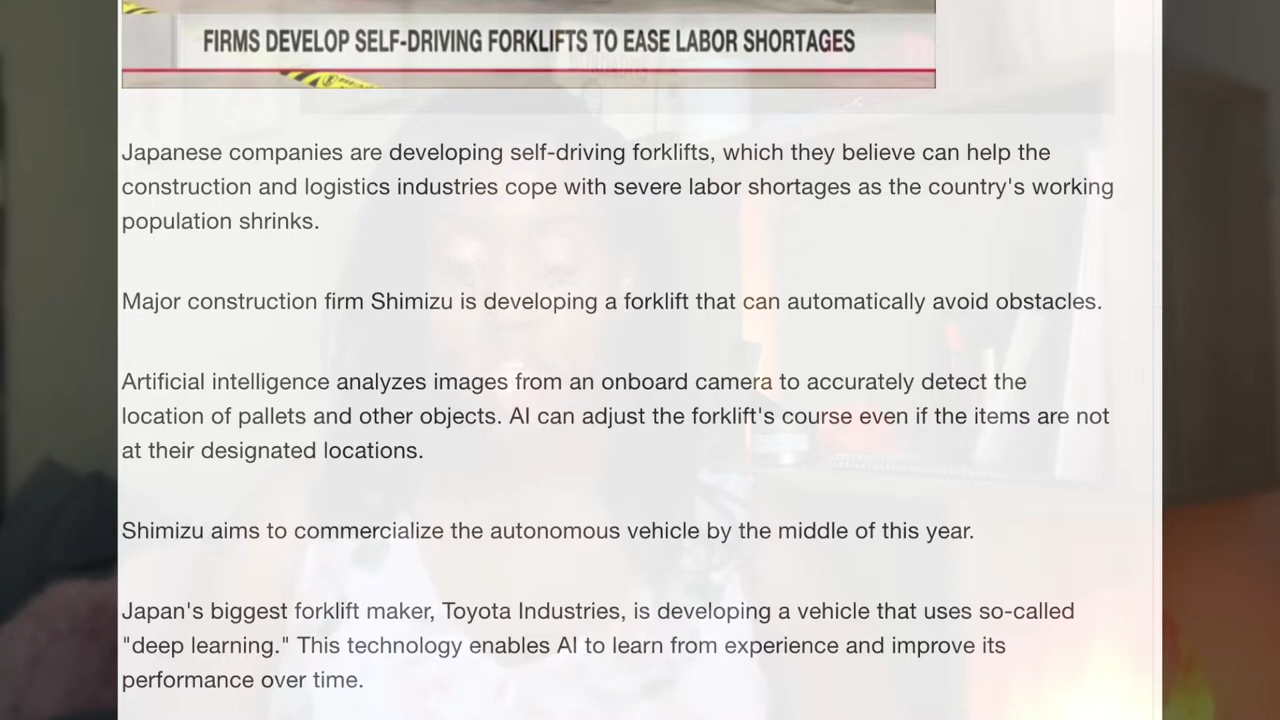 FIRMS DEVELOP SELF-DRIVING FORKLIFTS TO EASE LABOR SHORTAGES
Japanese companies are developing self-driving forklifts, which they believe can help the
construction and logistics industries cope with severe labor shortages as the country's working
population shrinks.
Major construction firm Shimizu is developing a forklift that can automatically avoid obstacles.
Artificial intelligence analyzes images from an onboard camera to accurately detect the
location of pallets and other objects. AI can adjust the forklift's course even if the items are not
at their designated locations.
Shimizu aims to commercialize the autonomous vehicle by the middle of this year.
Japan's biggest forklift maker, Toyota Industries, is developing a vehicle that uses so-called
"deep learning." This technology enables AI to learn from experience and improve its
performance over time.